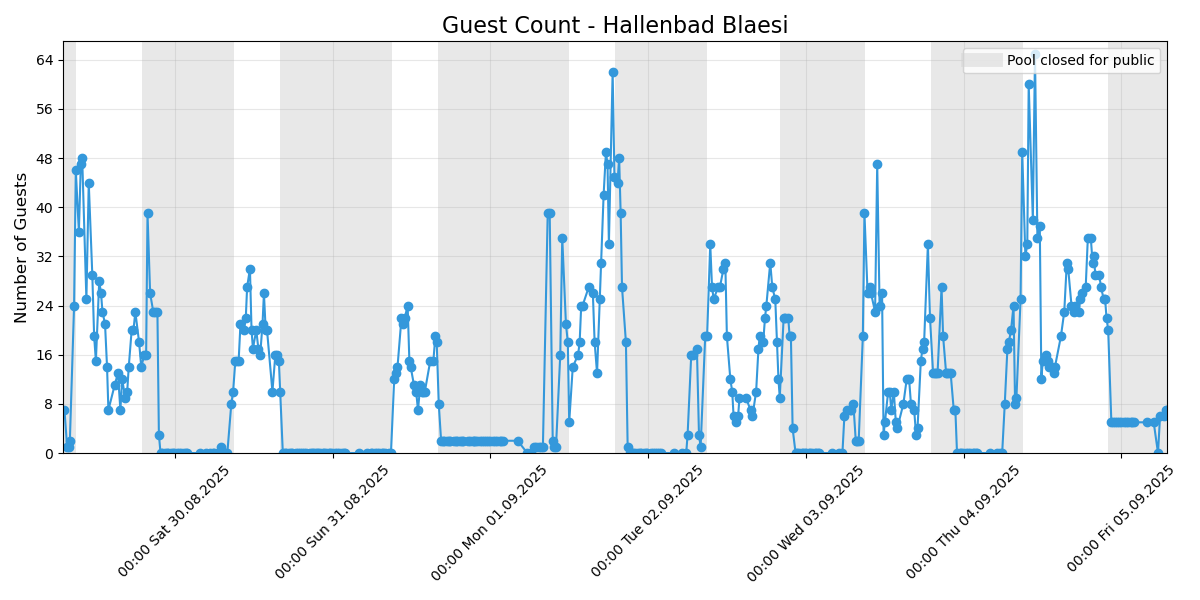 Guest Count - Hallenbad Blaesi
Pool closed for public
Number of Guests
64
56
48
40
32
24
16
8
0
00:00 Sat 30.08.2025
00:00 Sun 31.08.2025
00:00 Mon 01.09.2025
00:00 Tue 02.09.2025
00:00 Wed 03.09.2025
00:00 Thu 04.09.2025
00:00 Fri 05.09.2025